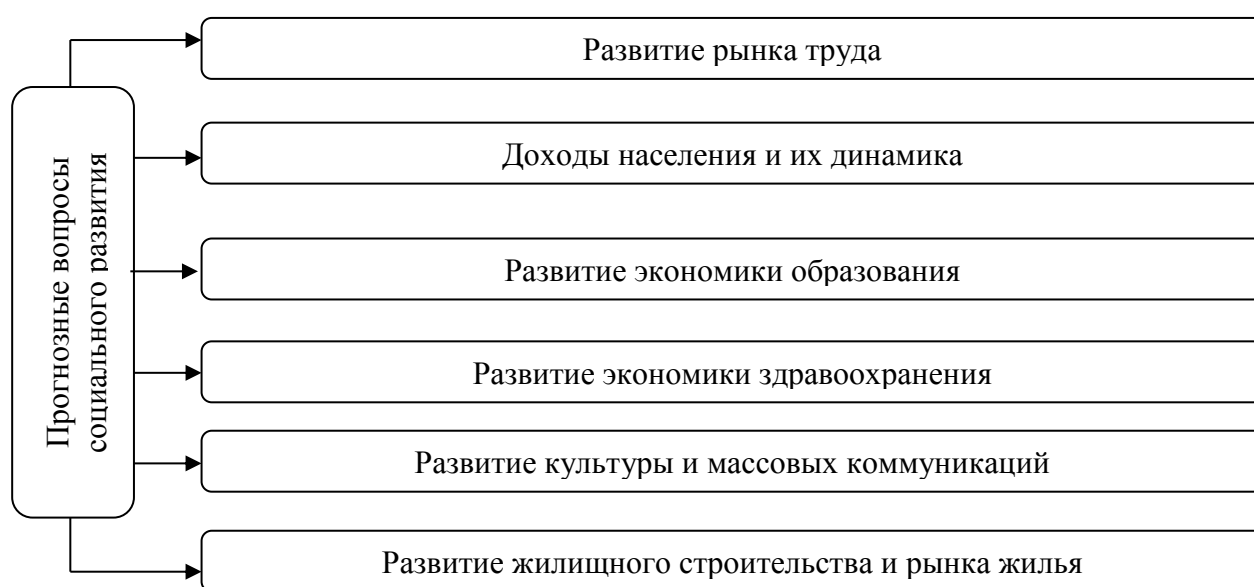 Прогнозные вопросы
социального развития
Развитие рынка труда
Доходы населения и их динамика
Развитие экономики образования
Развитие экономики здравоохранения
Развитие культуры и массовых коммуникаций
Развитие жилищного строительства и рынка жилья